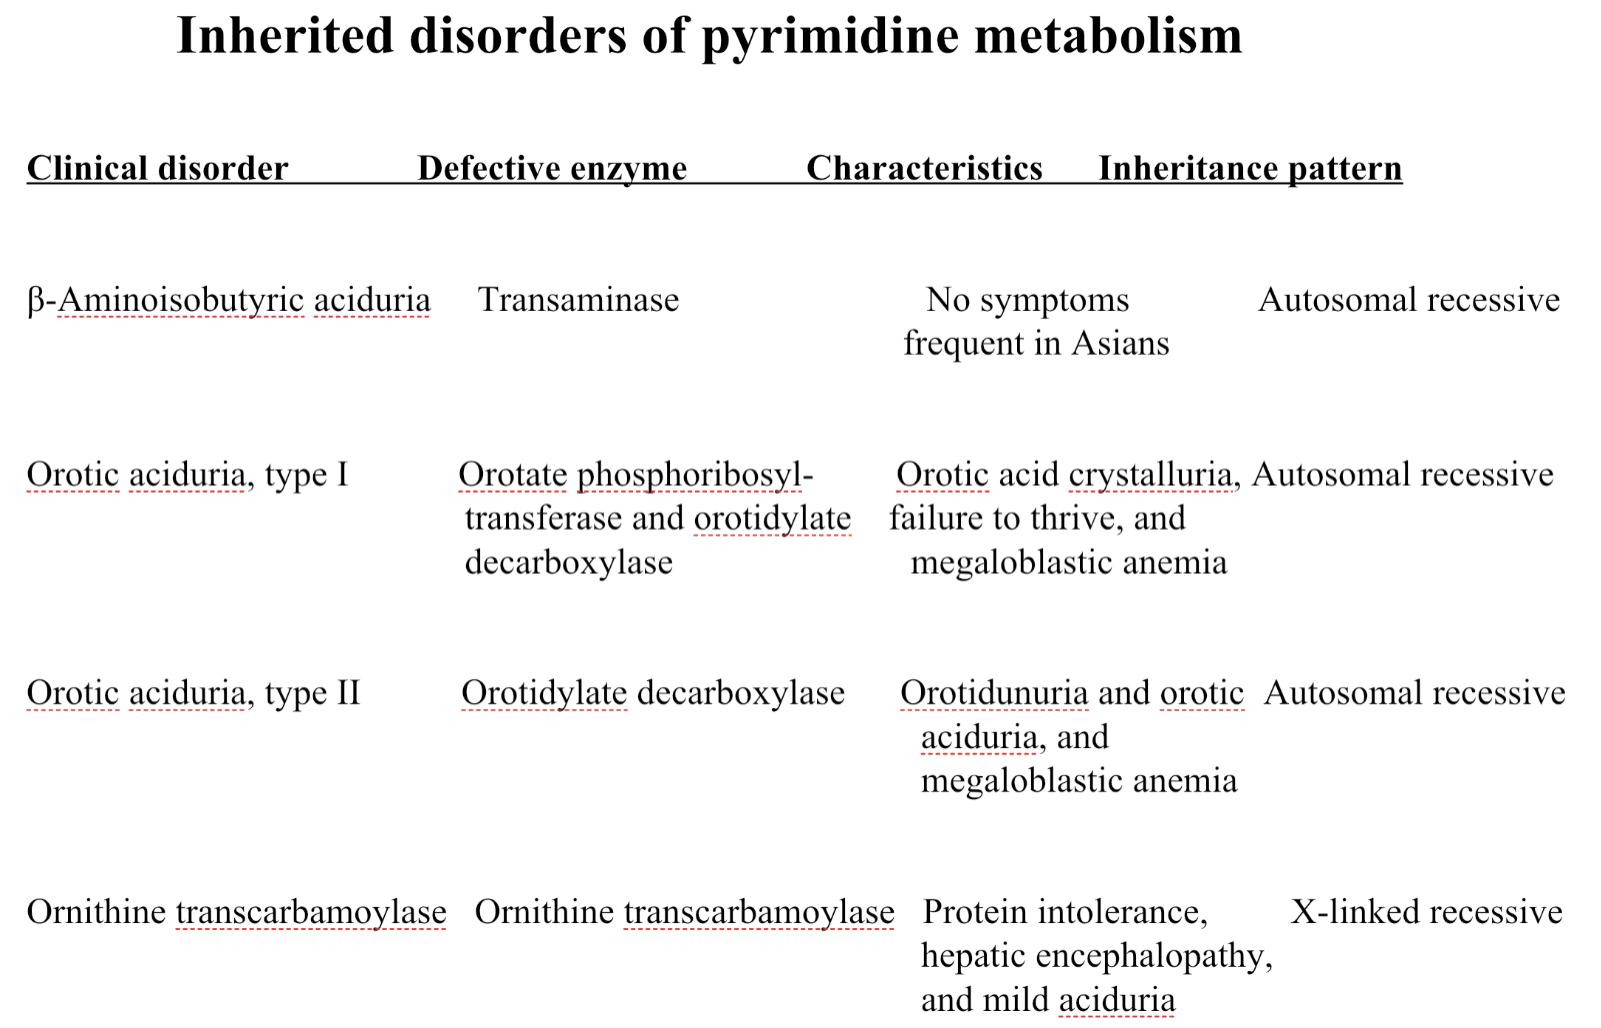 Inherited disorders of pyrimidine metabolism
Clinical disorder Defective enzyme Characteristics Inheritance pattern
β-Aminoisobutyric aciduria Transaminase No symptoms Autosomal recessive
frequent in Asians
Orotic aciduria, type I Orotate phosphoribosyl- Orotic acid crystalluria, Autosomal recessive
transferase and orotidylate failure to thrive, and
decarboxylase megaloblastic anemia
Orotic aciduria, type II Orotidylate decarboxylase Orotidunuria and orotic Autosomal recessive
aciduria, and
megaloblastic anemia
Ornithine transcarbamoylase Ornithine transcarbamoylase Protein intolerance, X-linked recessive
hepatic encephalopathy,
and mild aciduria